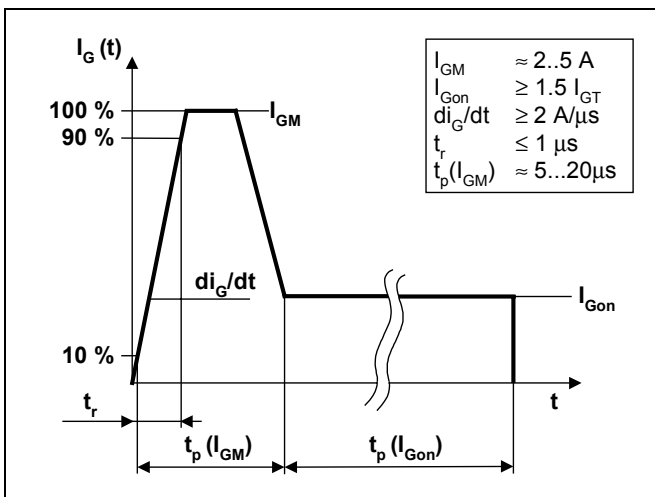 I_G (t)
100 %
90 %
10 %
I_GM
di_G/dt
I_Gon
t
t_r
t_p (I_GM)
t_p (I_Gon)
I_GM ≈ 2..5 A
I_Gon ≥ 1.5 I_GT
di_G/dt ≥ 2 A/µs
t_r ≤ 1 µs
t_p(I_GM) ≈ 5...20µs